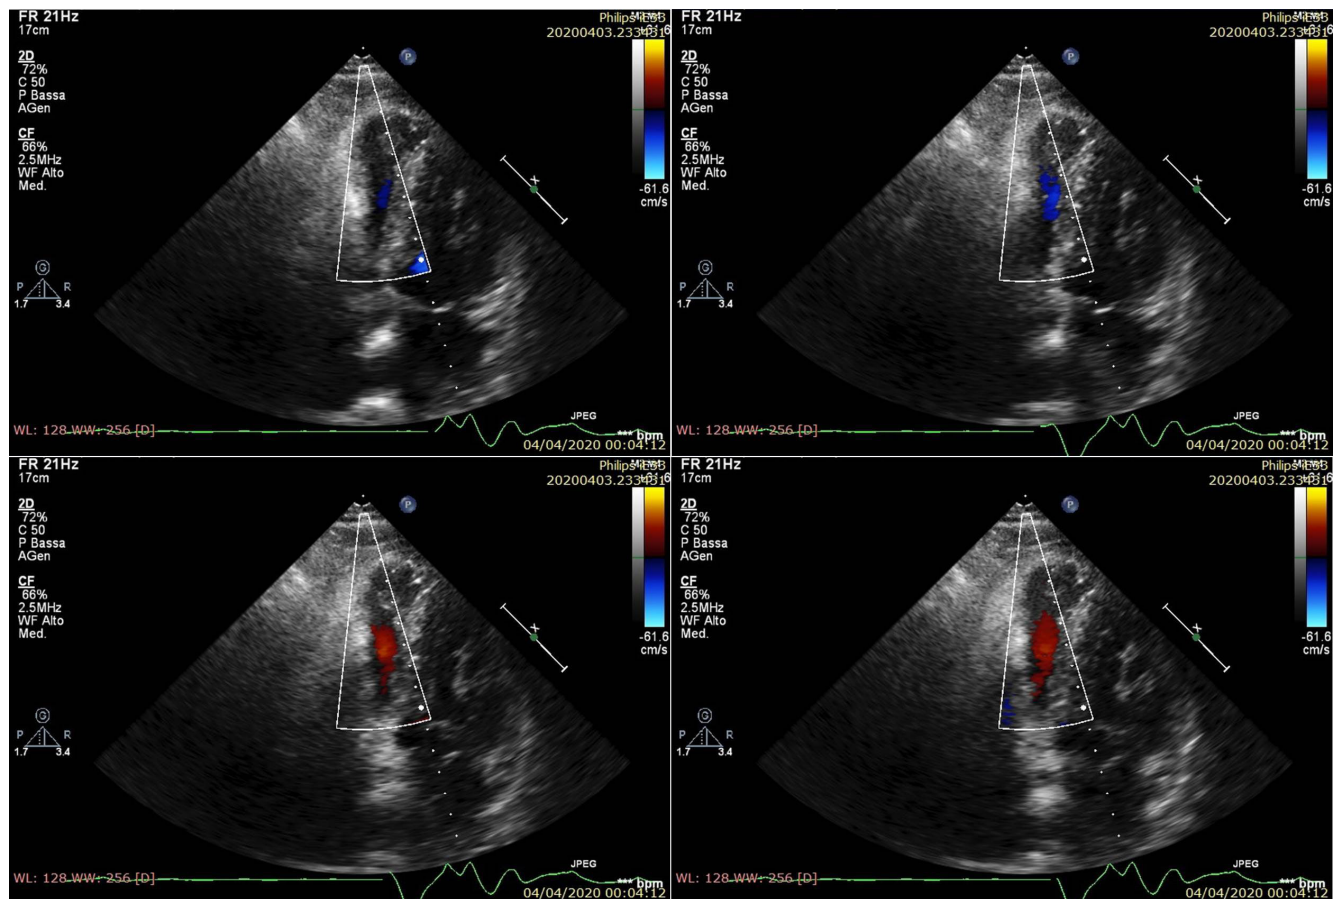 FR 21Hz
17cm
2D
72%
C 50
P Bassa
AGen
CF
66%
2.5MHz
WF Alto
Med.
Philips
20200403.233431
P
-61.6
cm/s
x
G
P R
1.7 3.4
JPEG
WL: 128 WW: 256 [D]
*** bpm
04/04/2020 00:04:12
FR 21Hz
17cm
2D
72%
C 50
P Bassa
AGen
CF
66%
2.5MHz
WF Alto
Med.
Philips
20200403.233431
P
-61.6
cm/s
x
G
P R
1.7 3.4
JPEG
WL: 128 WW: 256 [D]
*** bpm
04/04/2020 00:04:12
FR 21Hz
17cm
2D
72%
C 50
P Bassa
AGen
CF
66%
2.5MHz
WF Alto
Med.
Philips
20200403.233431
P
-61.6
cm/s
x
G
P R
1.7 3.4
JPEG
WL: 128 WW: 256 [D]
*** bpm
04/04/2020 00:04:12
FR 21Hz
17cm
2D
72%
C 50
P Bassa
AGen
CF
66%
2.5MHz
WF Alto
Med.
Philips
20200403.233431
P
-61.6
cm/s
x
G
P R
1.7 3.4
JPEG
WL: 128 WW: 256 [D]
*** bpm
04/04/2020 00:04:12